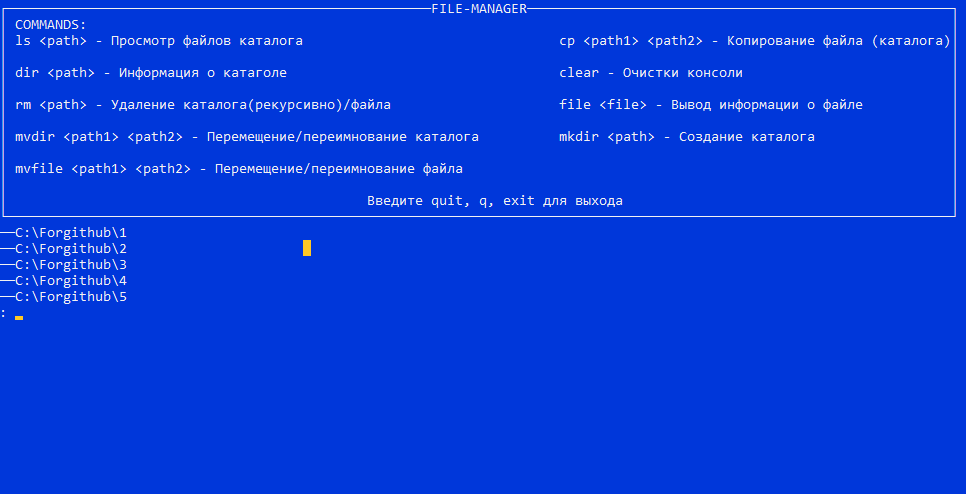 FILE-MANAGER
COMMANDS:
ls <path> - Просмотр файлов каталога cp <path1> <path2> - Копирование файла (каталога)
dir <path> - Информация о катаголе clear - Очистки консоли
rm <path> - Удаление каталога(рекурсивно)/файла file <file> - Вывод информации о файле
mvdir <path1> <path2> - Перемещение/переимнование каталога mkdir <path> - Создание каталога
mvfile <path1> <path2> - Перемещение/переимнование файла
Введите quit, q, exit для выхода
──C:\Forgithub\1
──C:\Forgithub\2
──C:\Forgithub\3
──C:\Forgithub\4
──C:\Forgithub\5
: